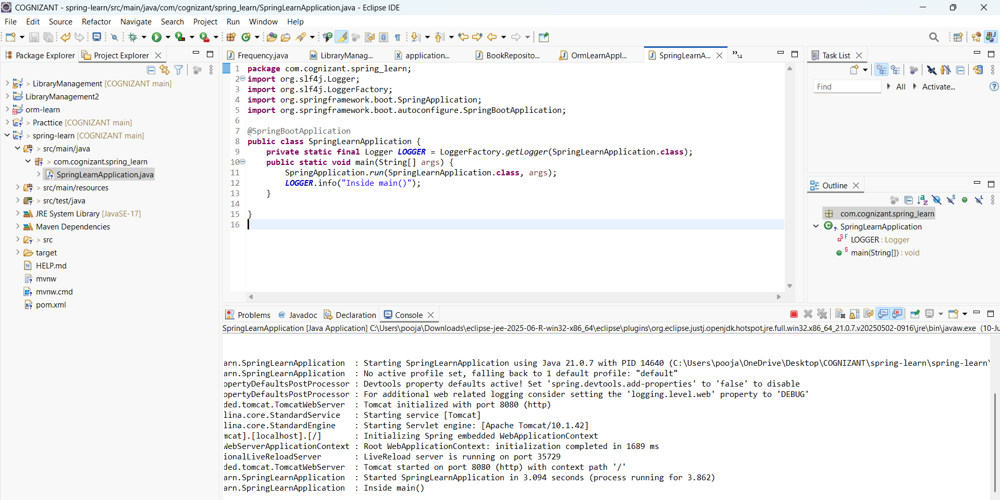 COGNIZANT - spring-learn/src/main/java/com/cognizant/spring_learn/SpringLearnApplication.java - Eclipse IDE
File Edit Source Refactor Navigate Search Project Run Window Help
Package Explorer Project Explorer
> LibraryManagement [COGNIZANT main]
LibraryManagement2
orm-learn
> Practtice [COGNIZANT main]
> spring-learn [COGNIZANT main]
> src/main/java
> com.cognizant.spring_learn
SpringLearnApplication.java
> src/main/resources
> src/test/java
JRE System Library [JavaSE-17]
Maven Dependencies
> src
target
HELP.md
mvnw
mvnw.cmd
pom.xml
Frequency.java LibraryManag... application... BookReposito... OrmLearnAppl... SpringLearnA... »14
1 package com.cognizant.spring_learn;
2 import org.slf4j.Logger;
3 import org.slf4j.LoggerFactory;
4 import org.springframework.boot.SpringApplication;
5 import org.springframework.boot.autoconfigure.SpringBootApplication;
6
7 @SpringBootApplication
8 public class SpringLearnApplication {
9 private static final Logger LOGGER = LoggerFactory.getLogger(SpringLearnApplication.class);
10 public static void main(String[] args) {
11 SpringApplication.run(SpringLearnApplication.class, args);
12 LOGGER.info("Inside main()");
13 }
14
15 }
16
Task List
Find All Activate...
Outline
com.cognizant.spring_learn
SpringLearnApplication
LOGGER : Logger
main(String[]) : void
Problems @ Javadoc Declaration Console
SpringLearnApplication [Java Application] C:\Users\pooja\Downloads\eclipse-jee-2025-06-R-win32-x86_64\eclipse\plugins\org.eclipse.justj.openjdk.hotspot.jre.full.win32.x86_64_21.0.7.v20250502-0916\jre\bin\javaw.exe (10-Ju
arn.SpringLearnApplication : Starting SpringLearnApplication using Java 21.0.7 with PID 14640 (C:\Users\pooja\OneDrive\Desktop\COGNIZANT\spring-learn\spring-learn\
arn.SpringLearnApplication : No active profile set, falling back to 1 default profile: "default"
opertyDefaultsPostProcessor : Devtools property defaults active! Set 'spring.devtools.add-properties' to 'false' to disable
opertyDefaultsPostProcessor : For additional web related logging consider setting the 'logging.level.web' property to 'DEBUG'
ded.tomcat.TomcatWebServer : Tomcat initialized with port 8080 (http)
lina.core.StandardService : Starting service [Tomcat]
lina.core.StandardEngine : Starting Servlet engine: [Apache Tomcat/10.1.42]
mcat].[localhost].[/] : Initializing Spring embedded WebApplicationContext
WebServerApplicationContext : Root WebApplicationContext: initialization completed in 1689 ms
ionalLiveReloadServer : LiveReload server is running on port 35729
ded.tomcat.TomcatWebServer : Tomcat started on port 8080 (http) with context path '/'
arn.SpringLearnApplication : Started SpringLearnApplication in 3.094 seconds (process running for 3.862)
arn.SpringLearnApplication : Inside main()